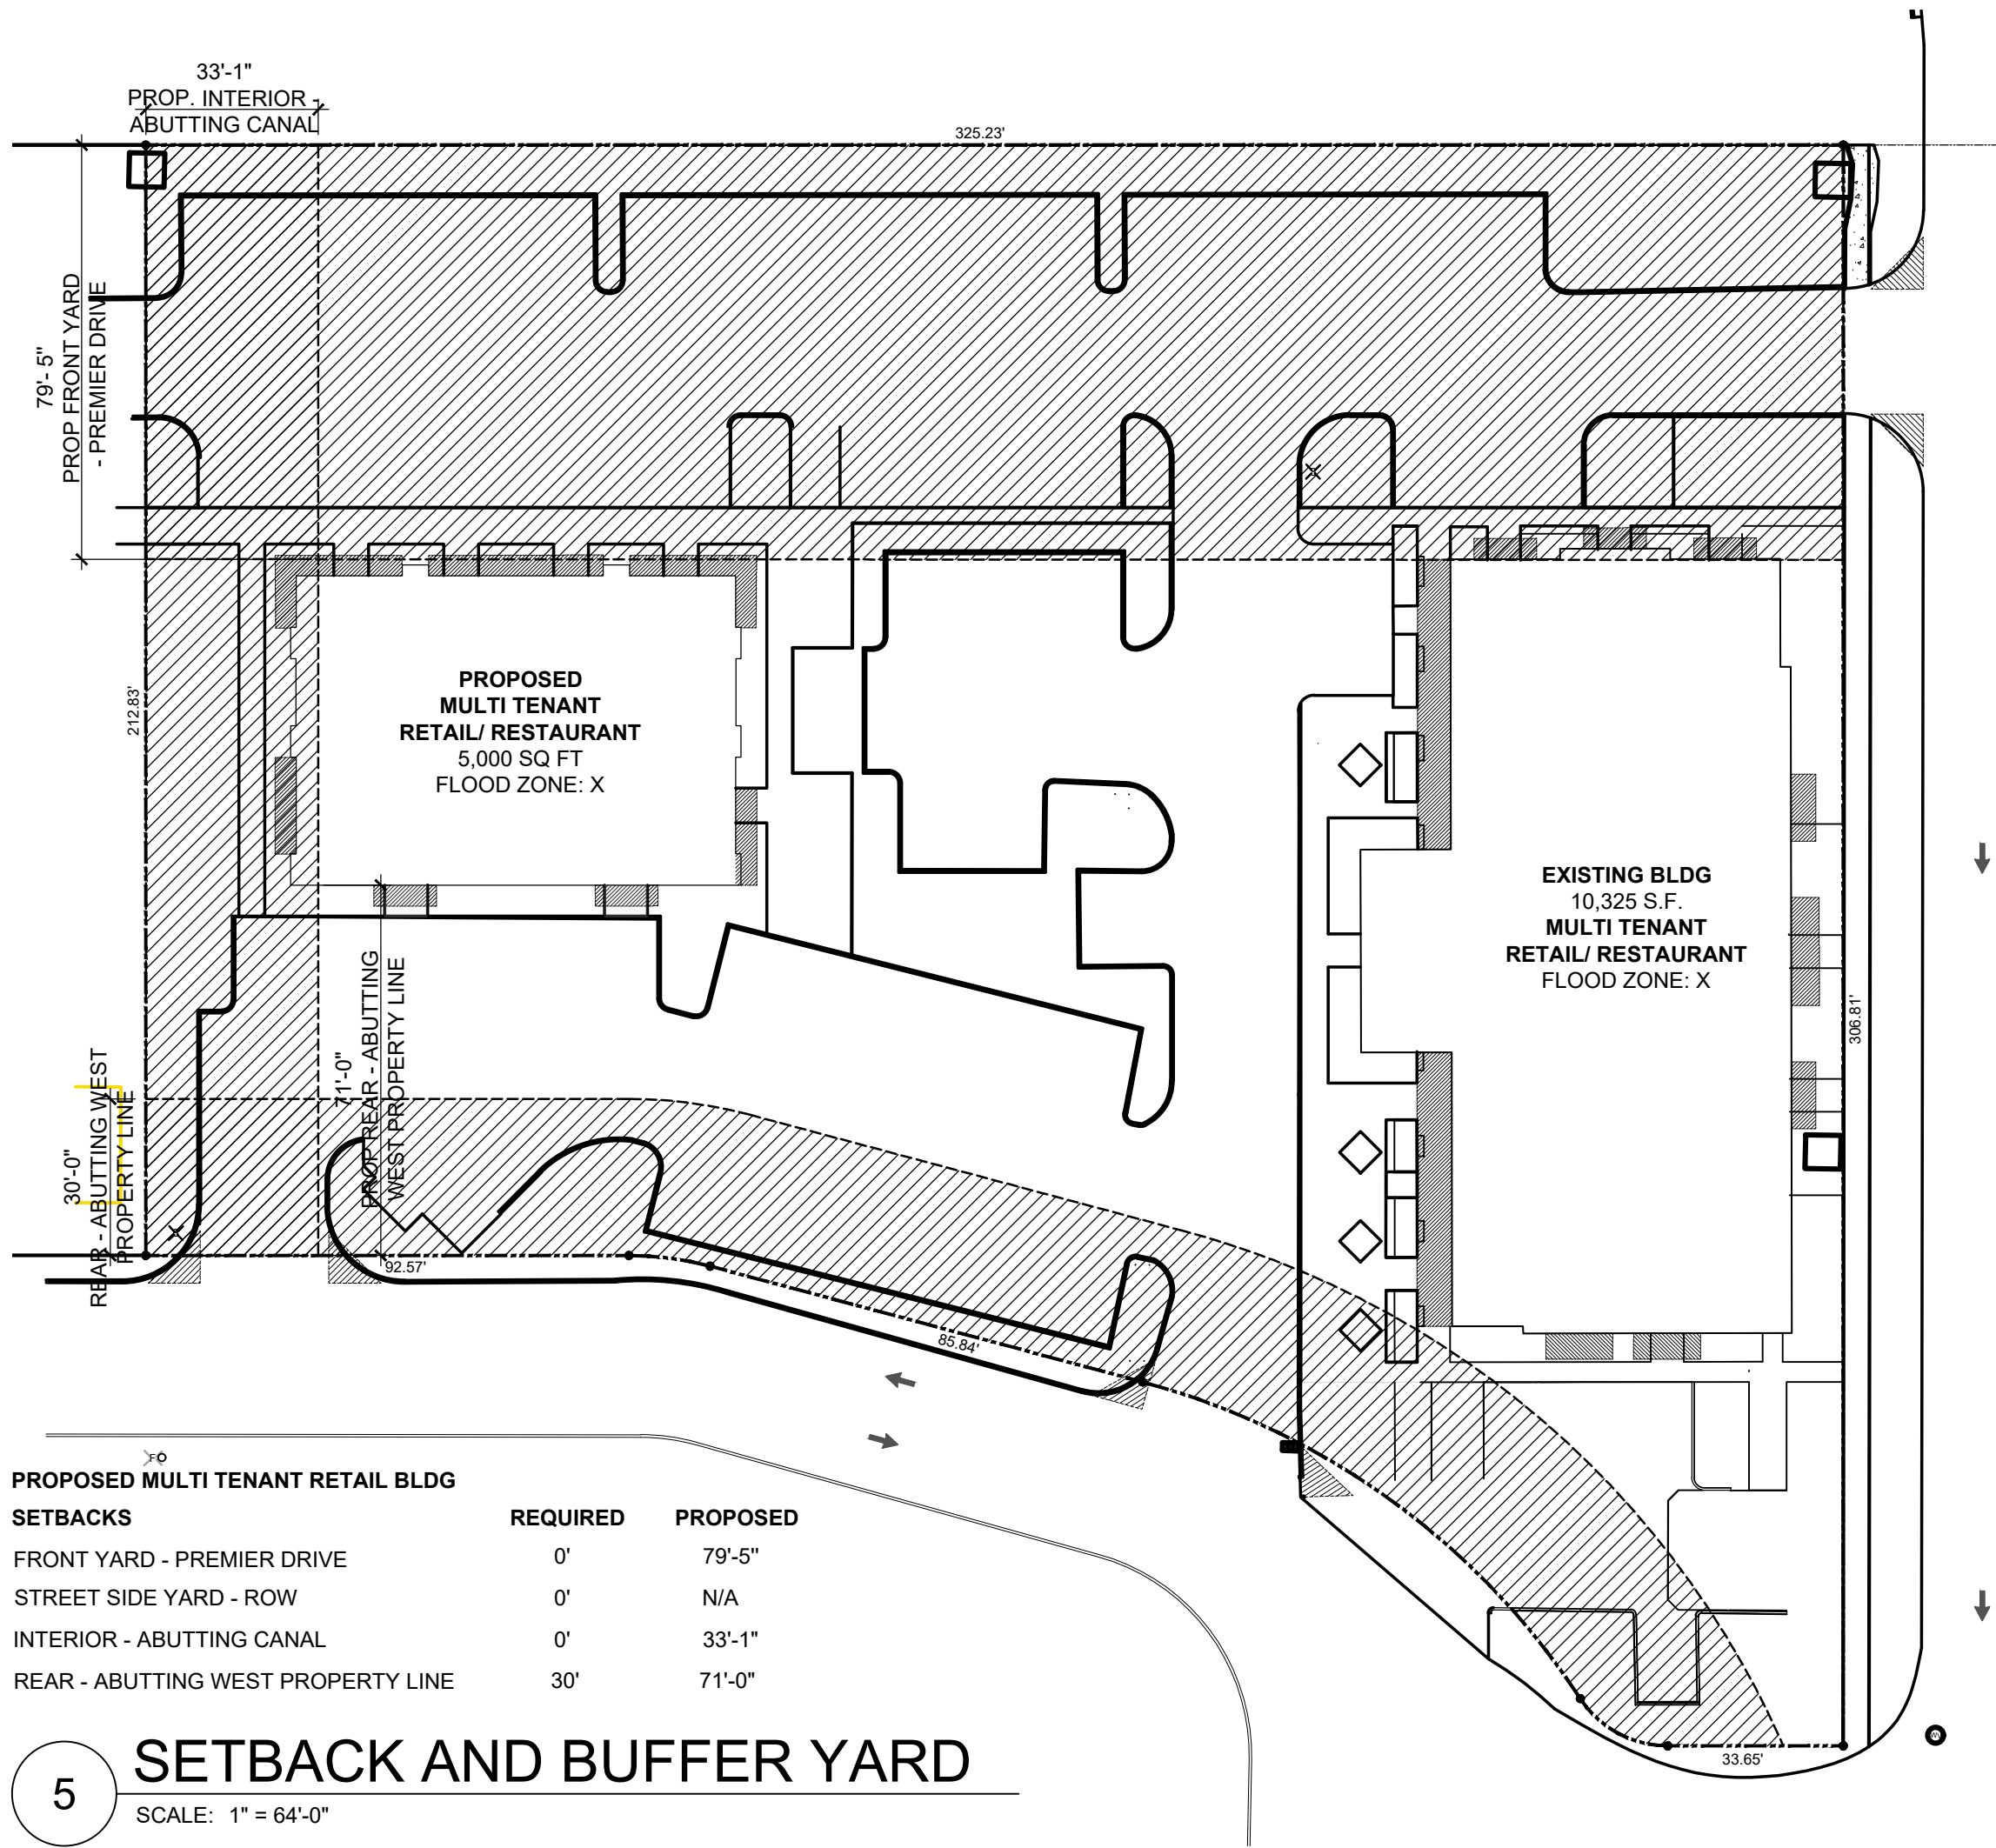 33'-1"
PROP. INTERIOR -
ABUTTING CANAL
325.23'
79'- 5"
PROP FRONT YARD
- PREMIER DRIVE
212.83'
PROPOSED
MULTI TENANT
RETAIL/ RESTAURANT
5,000 SQ FT
FLOOD ZONE: X
EXISTING BLDG
10,325 S.F.
MULTI TENANT
RETAIL/ RESTAURANT
FLOOD ZONE: X
306.81'
71'-0"
PROP REAR - ABUTTING
WEST PROPERTY LINE
30'-0"
REAR - ABUTTING WEST
PROPERTY LINE
92.57'
85.84'
33.65'
FO
PROPOSED MULTI TENANT RETAIL BLDG
SETBACKS REQUIRED PROPOSED
FRONT YARD - PREMIER DRIVE 0' 79'-5"
STREET SIDE YARD - ROW 0' N/A
INTERIOR - ABUTTING CANAL 0' 33'-1"
REAR - ABUTTING WEST PROPERTY LINE 30' 71'-0"
5 SETBACK AND BUFFER YARD
SCALE: 1" = 64'-0"